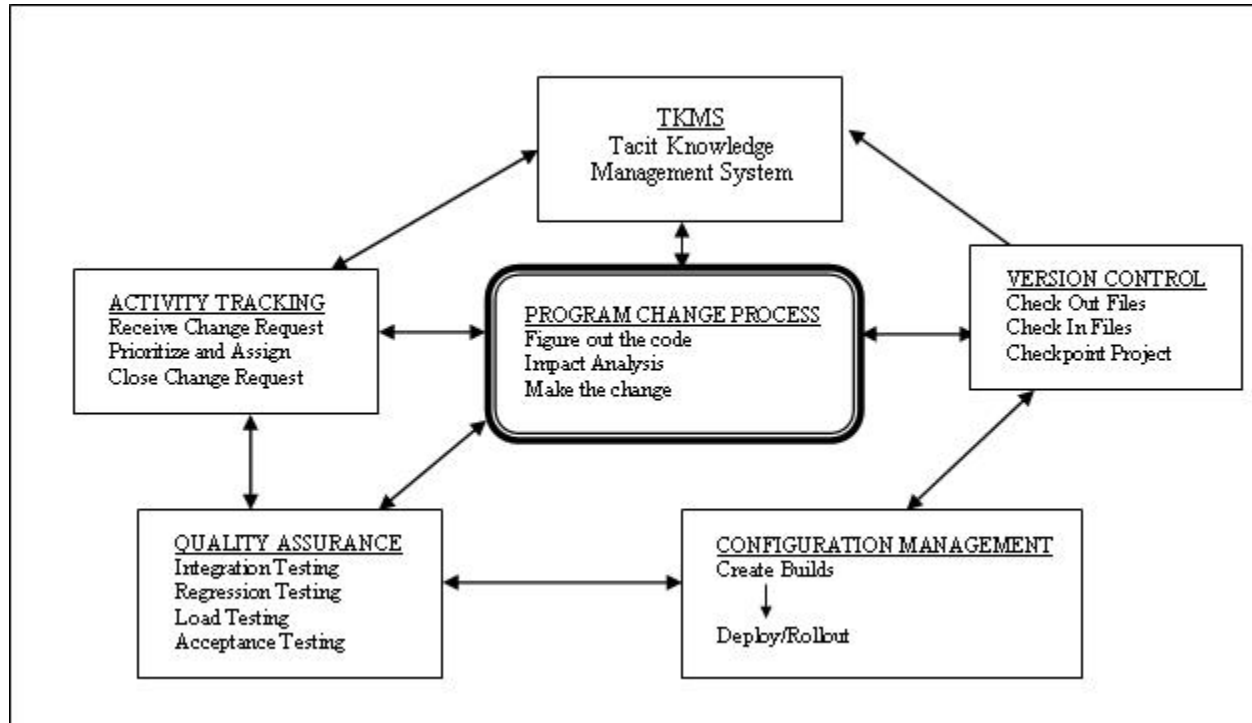 TKMS
Tacit Knowledge
Management System
ACTIVITY TRACKING
Receive Change Request
Prioritize and Assign
Close Change Request
PROGRAM CHANGE PROCESS
Figure out the code
Impact Analysis
Make the change
VERSION CONTROL
Check Out Files
Check In Files
Checkpoint Project
QUALITY ASSURANCE
Integration Testing
Regression Testing
Load Testing
Acceptance Testing
CONFIGURATION MANAGEMENT
Create Builds
Deploy/Rollout